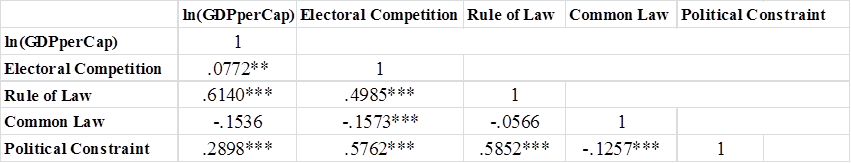 ln(GDPperCap) Electoral Competition Rule of Law Common Law Political Constraint
ln(GDPperCap) 1
Electoral Competition .0772** 1
Rule of Law .6140*** .4985*** 1
Common Law -.1536 -.1573*** -.0566 1
Political Constraint .2898*** .5762*** .5852*** -.1257*** 1